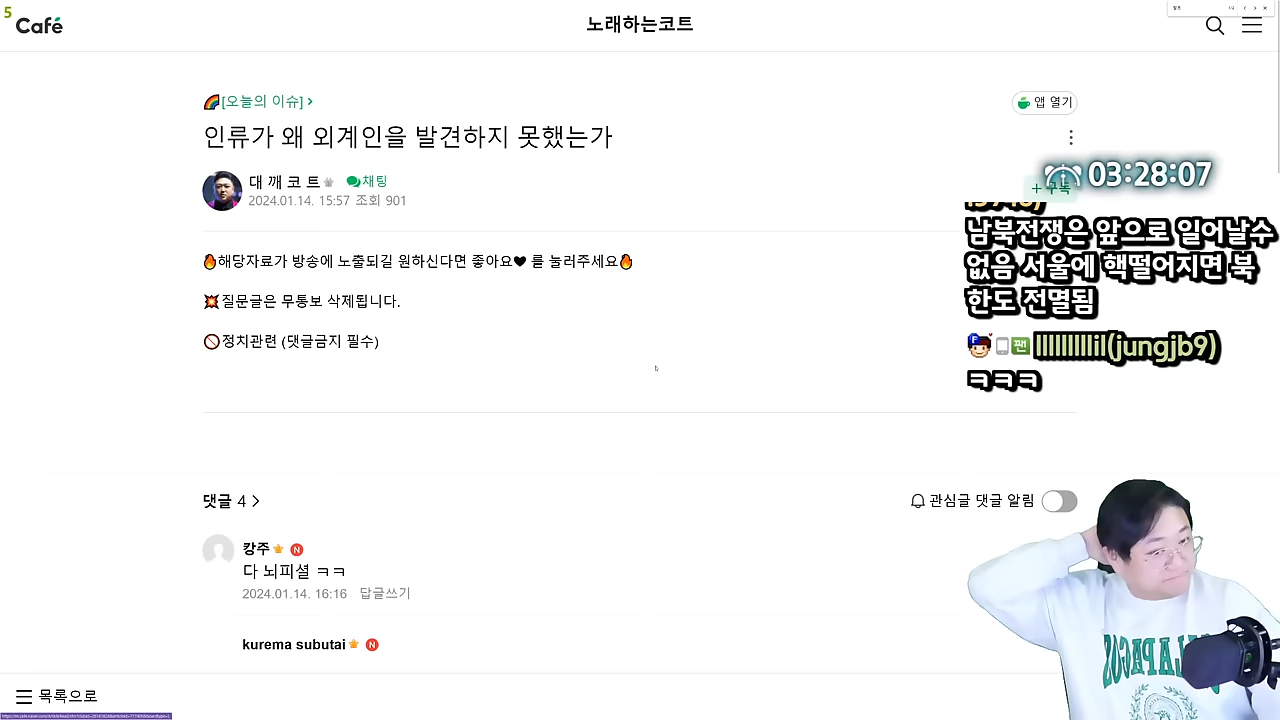 5
Café
노래하는코트
🌈[오늘의 이슈] >
앱 열기
인류가 왜 외계인을 발견하지 못했는가
대 깨 코 트
채팅
2024.01.14. 15:57 조회 901
+ 구독
03:28:07
남북전쟁은 앞으로 일어날수
없음 서울에 핵떨어지면 북
한도 전멸됨
팬 llllllllllil(jungjb9)
ㅋㅋㅋ
🔥해당자료가 방송에 노출되길 원하신다면 좋아요❤ 를 눌러주세요🔥
💥질문글은 무통보 삭제됩니다.
🚫정치관련 (댓글금지 필수)
댓글 4 >
관심글 댓글 알림
캉주 N
다 뇌피셜 ㅋㅋ
2024.01.14. 16:16 답글쓰기
kurema subutai N
목록으로